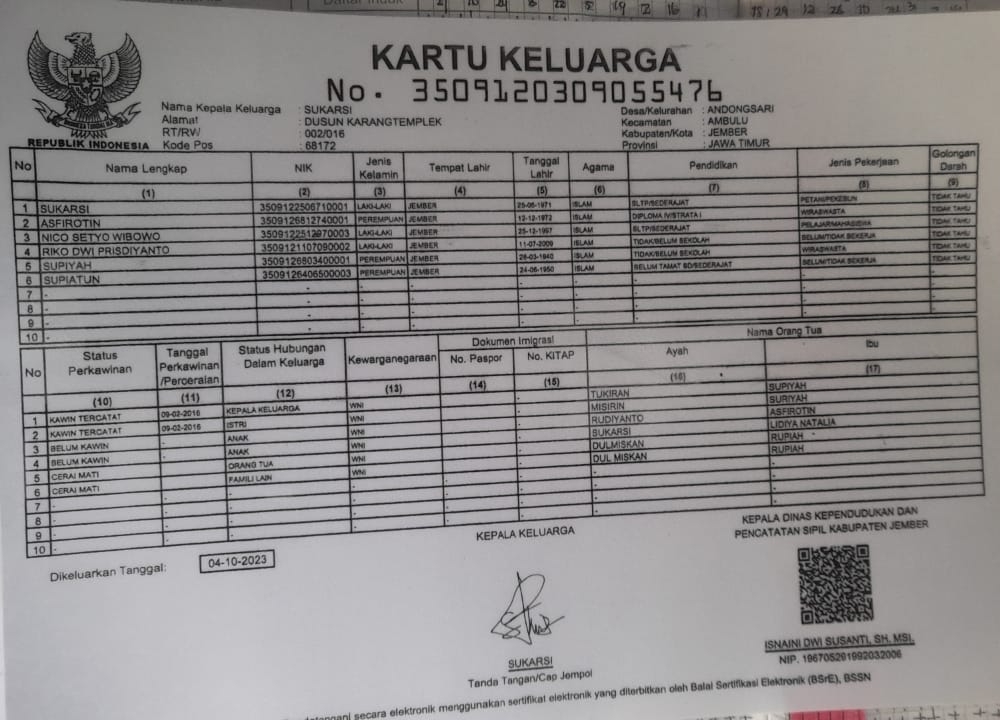 KARTU KELUARGA
No. 3509120309055476
REPUBLIK INDONESIA
Nama Kepala Keluarga : SUKARSI
Alamat : DUSUN KARANGTEMPLEK
RT/RW : 002/016
Kode Pos : 68172
Desa/Kelurahan : ANDONGSARI
Kecamatan : AMBULU
Kabupaten/Kota : JEMBER
Provinsi : JAWA TIMUR
No Nama Lengkap NIK Jenis Kelamin Tempat Lahir Tanggal Lahir Agama Pendidikan Jenis Pekerjaan Golongan Darah
(1) (2) (3) (4) (5) (6) (7) (8) (9)
1 SUKARSI 3509122506710001 LAKI-LAKI JEMBER 25-06-1971 ISLAM SLTP/SEDERAJAT PETANI/PEKEBUN TIDAK TAHU
2 ASFIROTIN 3509126812740001 PEREMPUAN JEMBER ISLAM DIPLOMA IV/STRATA I WIRASWASTA TIDAK TAHU
3 NICO SETYO WIBOWO 3509122512970003 LAKI-LAKI JEMBER 25-12-1997 ISLAM SLTP/SEDERAJAT PELAJAR/MAHASISWA TIDAK TAHU
4 RIKO DWI PRISDIYANTO 3509121107090002 LAKI-LAKI JEMBER 11-07-2009 ISLAM TIDAK/BELUM SEKOLAH BELUM/TIDAK BEKERJA TIDAK TAHU
5 SUPIYAH 3509126803400001 PEREMPUAN JEMBER 28-03-1940 ISLAM TIDAK/BELUM SEKOLAH WIRASWASTA TIDAK TAHU
6 SUPIATUN 3509126406500003 PEREMPUAN JEMBER 24-06-1950 ISLAM BELUM TAMAT SD/SEDERAJAT BELUM/TIDAK BEKERJA TIDAK TAHU
7 -
8 -
9 -
10 -
No Status Perkawinan Tanggal Perkawinan /Perceraian Status Hubungan Dalam Keluarga Kewarganegaraan Dokumen Imigrasi No. Paspor No. KITAP Nama Orang Tua Ayah Ibu
(10) (11) (12) (13) (14) (15) (16) (17)
1 KAWIN TERCATAT 09-02-2016 KEPALA KELUARGA WNI TUKIRAN SUPIYAH
2 KAWIN TERCATAT 09-02-2016 ISTRI WNI MISIRIN SURIYAH
3 BELUM KAWIN ANAK WNI RUDIYANTO ASFIROTIN
4 BELUM KAWIN ANAK WNI SUKARSI LIDIYA NATALIA
5 CERAI MATI ORANG TUA WNI DULMISKAN RUPIAH
6 CERAI MATI FAMILI LAIN WNI DUL MISKAN RUPIAH
7 -
8 -
9 -
10 -
Dikeluarkan Tanggal: 04-10-2023
KEPALA KELUARGA
SUKARSI
Tanda Tangan/Cap Jempol
KEPALA DINAS KEPENDUDUKAN DAN
PENCATATAN SIPIL KABUPATEN JEMBER
ISNAINI DWI SUSANTI, SH. MSI.
NIP. 196705261992032006
secara elektronik menggunakan sertifikat elektronik yang diterbitkan oleh Balai Sertifikasi Elektronik (BSrE), BSSN